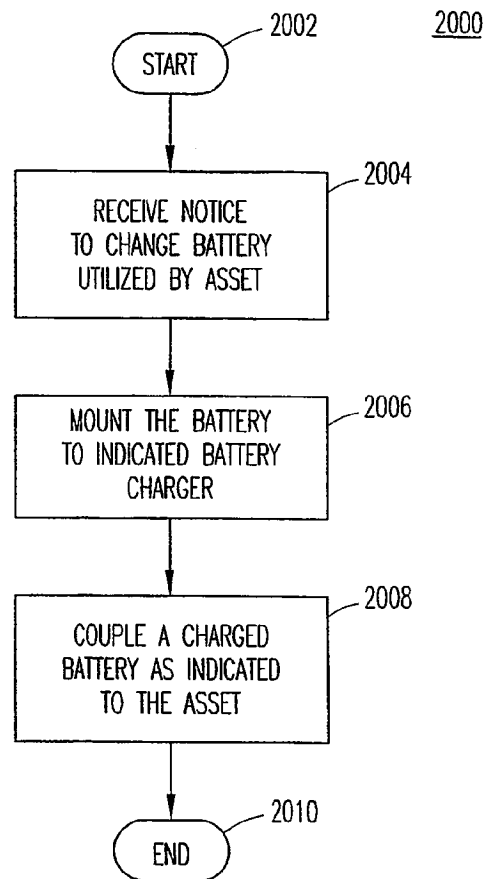 2002
2000
START
2004
RECEIVE NOTICE
TO CHANGE BATTERY
UTILIZED BY ASSET
2006
MOUNT THE BATTERY
TO INDICATED BATTERY
CHARGER
2008
COUPLE A CHARGED
BATTERY AS INDICATED
TO THE ASSET
2010
END